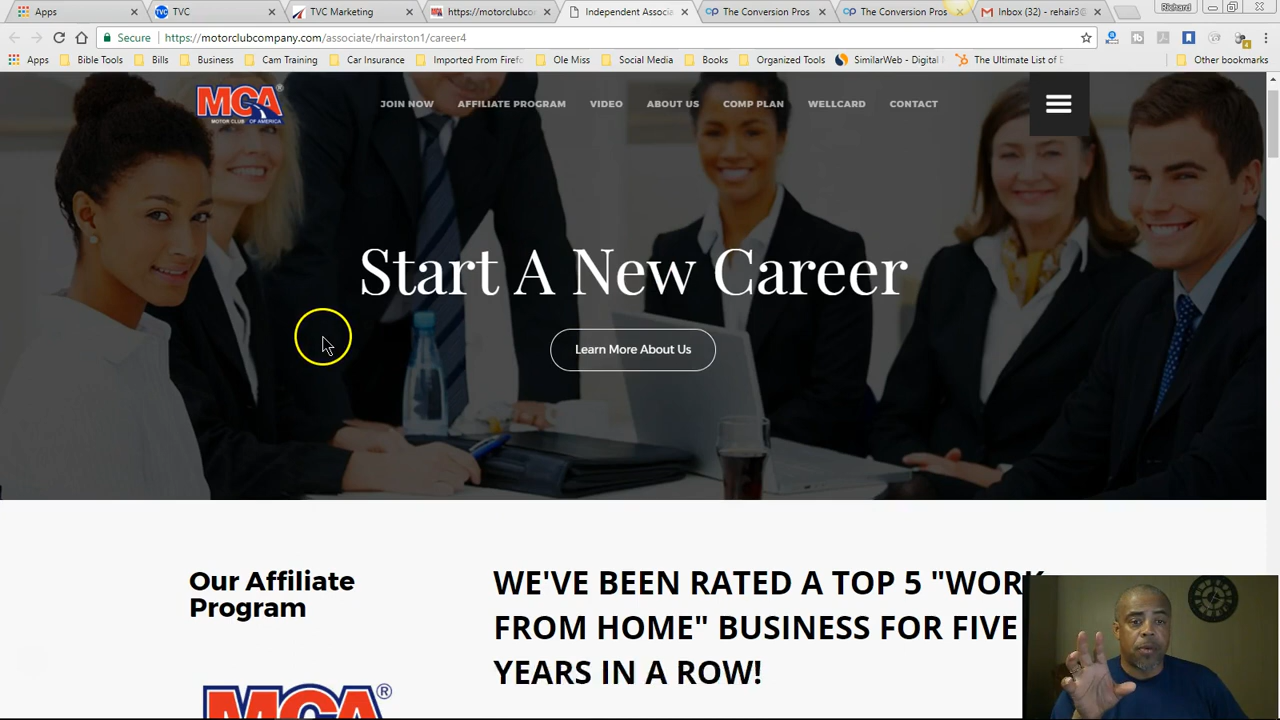 Apps
TVC
TVC Marketing
https://motorclubco
Independent Associa
The Conversion Pros
The Conversion Pros
Inbox (32) - rehair3@
Richard
Secure
https://motorclubcompany.com/associate/rhairston1/career4
Apps
Bible Tools
Bills
Business
Cam Training
Car Insurance
Imported From Firef
Ole Miss
Social Media
Books
Organized Tools
SimilarWeb - Digital
The Ultimate List of
Other bookmarks
MCA
MOTOR CLUB OF AMERICA
JOIN NOW
AFFILIATE PROGRAM
VIDEO
ABOUT US
COMP PLAN
WELLCARD
CONTACT
Start A New Career
Learn More About Us
Our Affiliate
Program
WE'VE BEEN RATED A TOP 5 "WORK
FROM HOME" BUSINESS FOR FIVE
YEARS IN A ROW!
MCA®